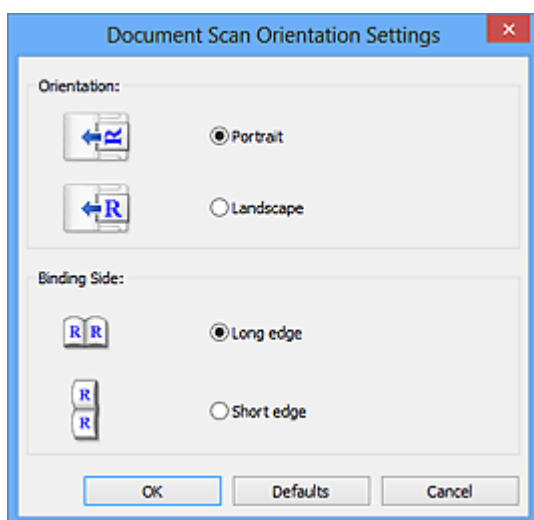 Document Scan Orientation Settings
Orientation:
R
Portrait
R
Landscape
Binding Side:
R R
Long edge
R
R
Short edge
OK Defaults Cancel